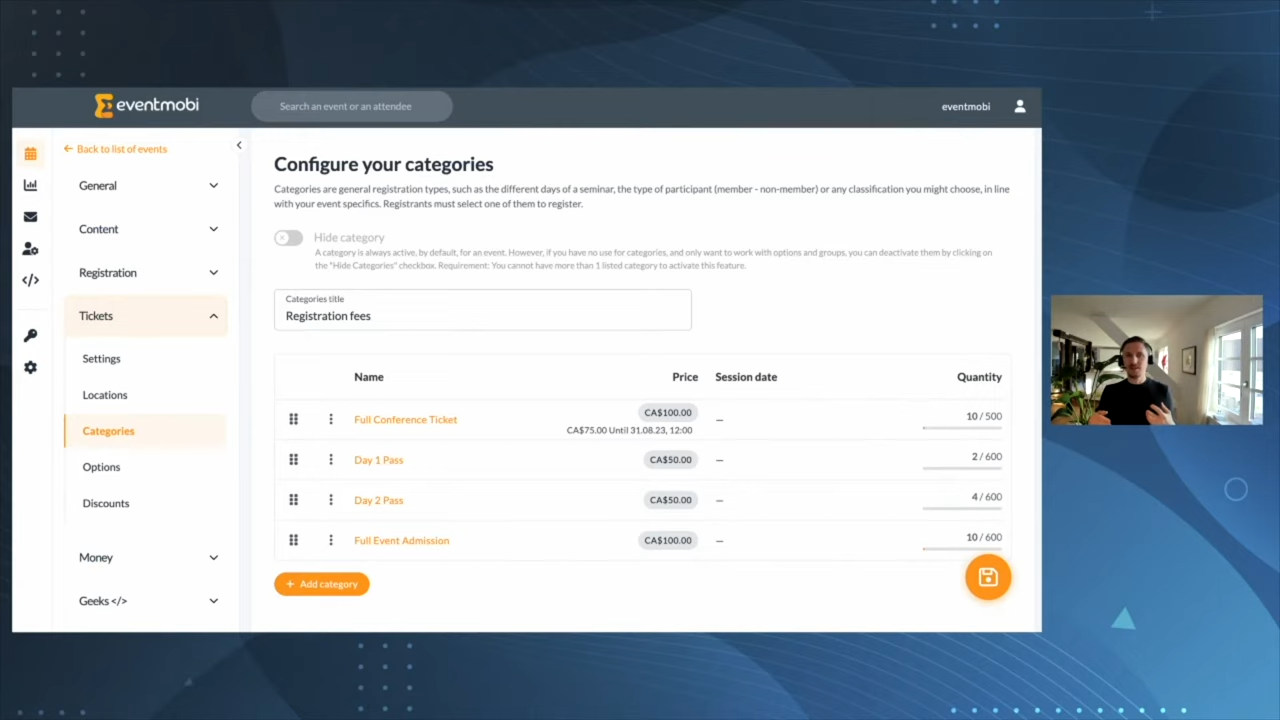 eventmobi
Search an event or an attendee
eventmobi
Back to list of events
General
Content
Registration
Tickets
Settings
Locations
Categories
Options
Discounts
Money
Geeks </>
Configure your categories
Categories are general registration types, such as the different days of a seminar, the type of participant (member - non-member) or any classification you might choose, in line
with your event specifics. Registrants must select one of them to register.
Hide category
A category is always active, by default, for an event. However, if you have no use for categories, and only want to work with options and groups, you can deactivate them by clicking on
the "Hide Categories" checkbox. Requirement: You cannot have more than 1 listed category to activate this feature.
Categories title
Registration fees
Name Price Session date Quantity
Full Conference Ticket CA$100.00 – 10 / 500
CA$75.00 Until 31.08.23, 12:00
Day 1 Pass CA$50.00 – 2 / 600
Day 2 Pass CA$50.00 – 4 / 600
Full Event Admission CA$100.00 – 10 / 600
+ Add category